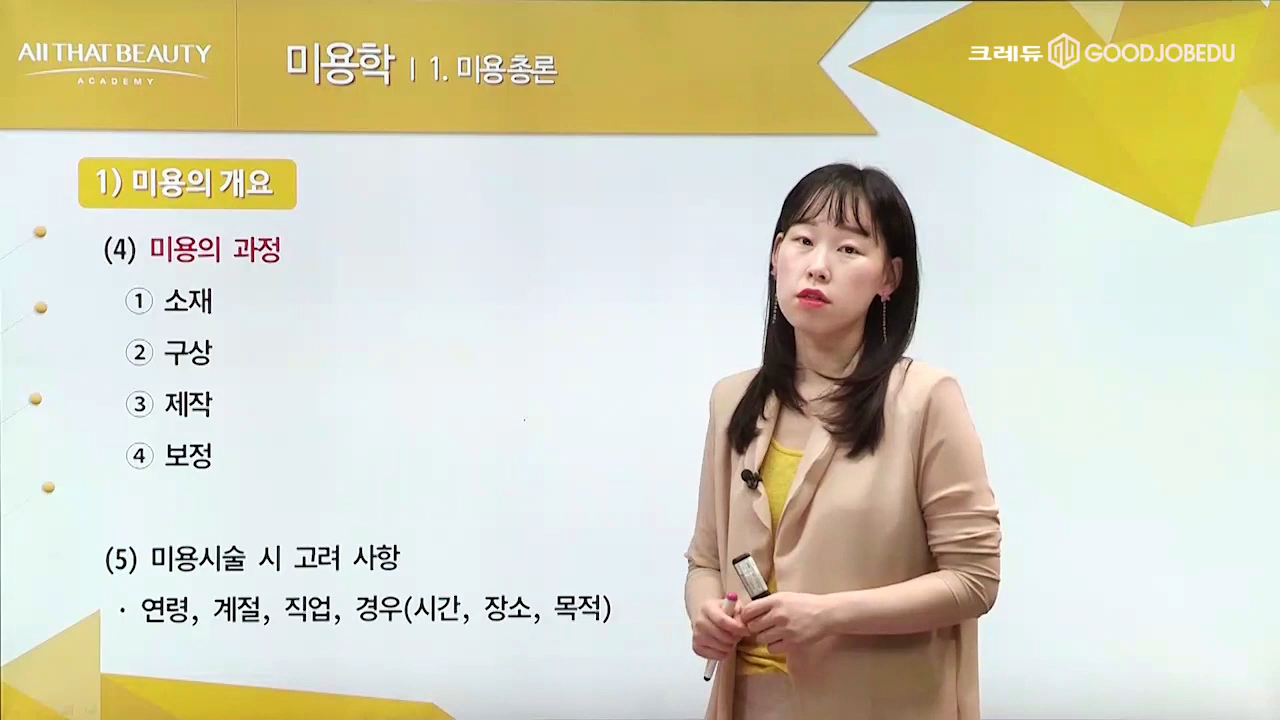 All THAT BEAUTY
ACADEMY
미용학 | 1. 미용총론
크레듀 GOODJOBEDU
1) 미용의 개요
(4) 미용의 과정
① 소재
② 구상
③ 제작
④ 보정
(5) 미용시술 시 고려 사항
· 연령, 계절, 직업, 경우(시간, 장소, 목적)